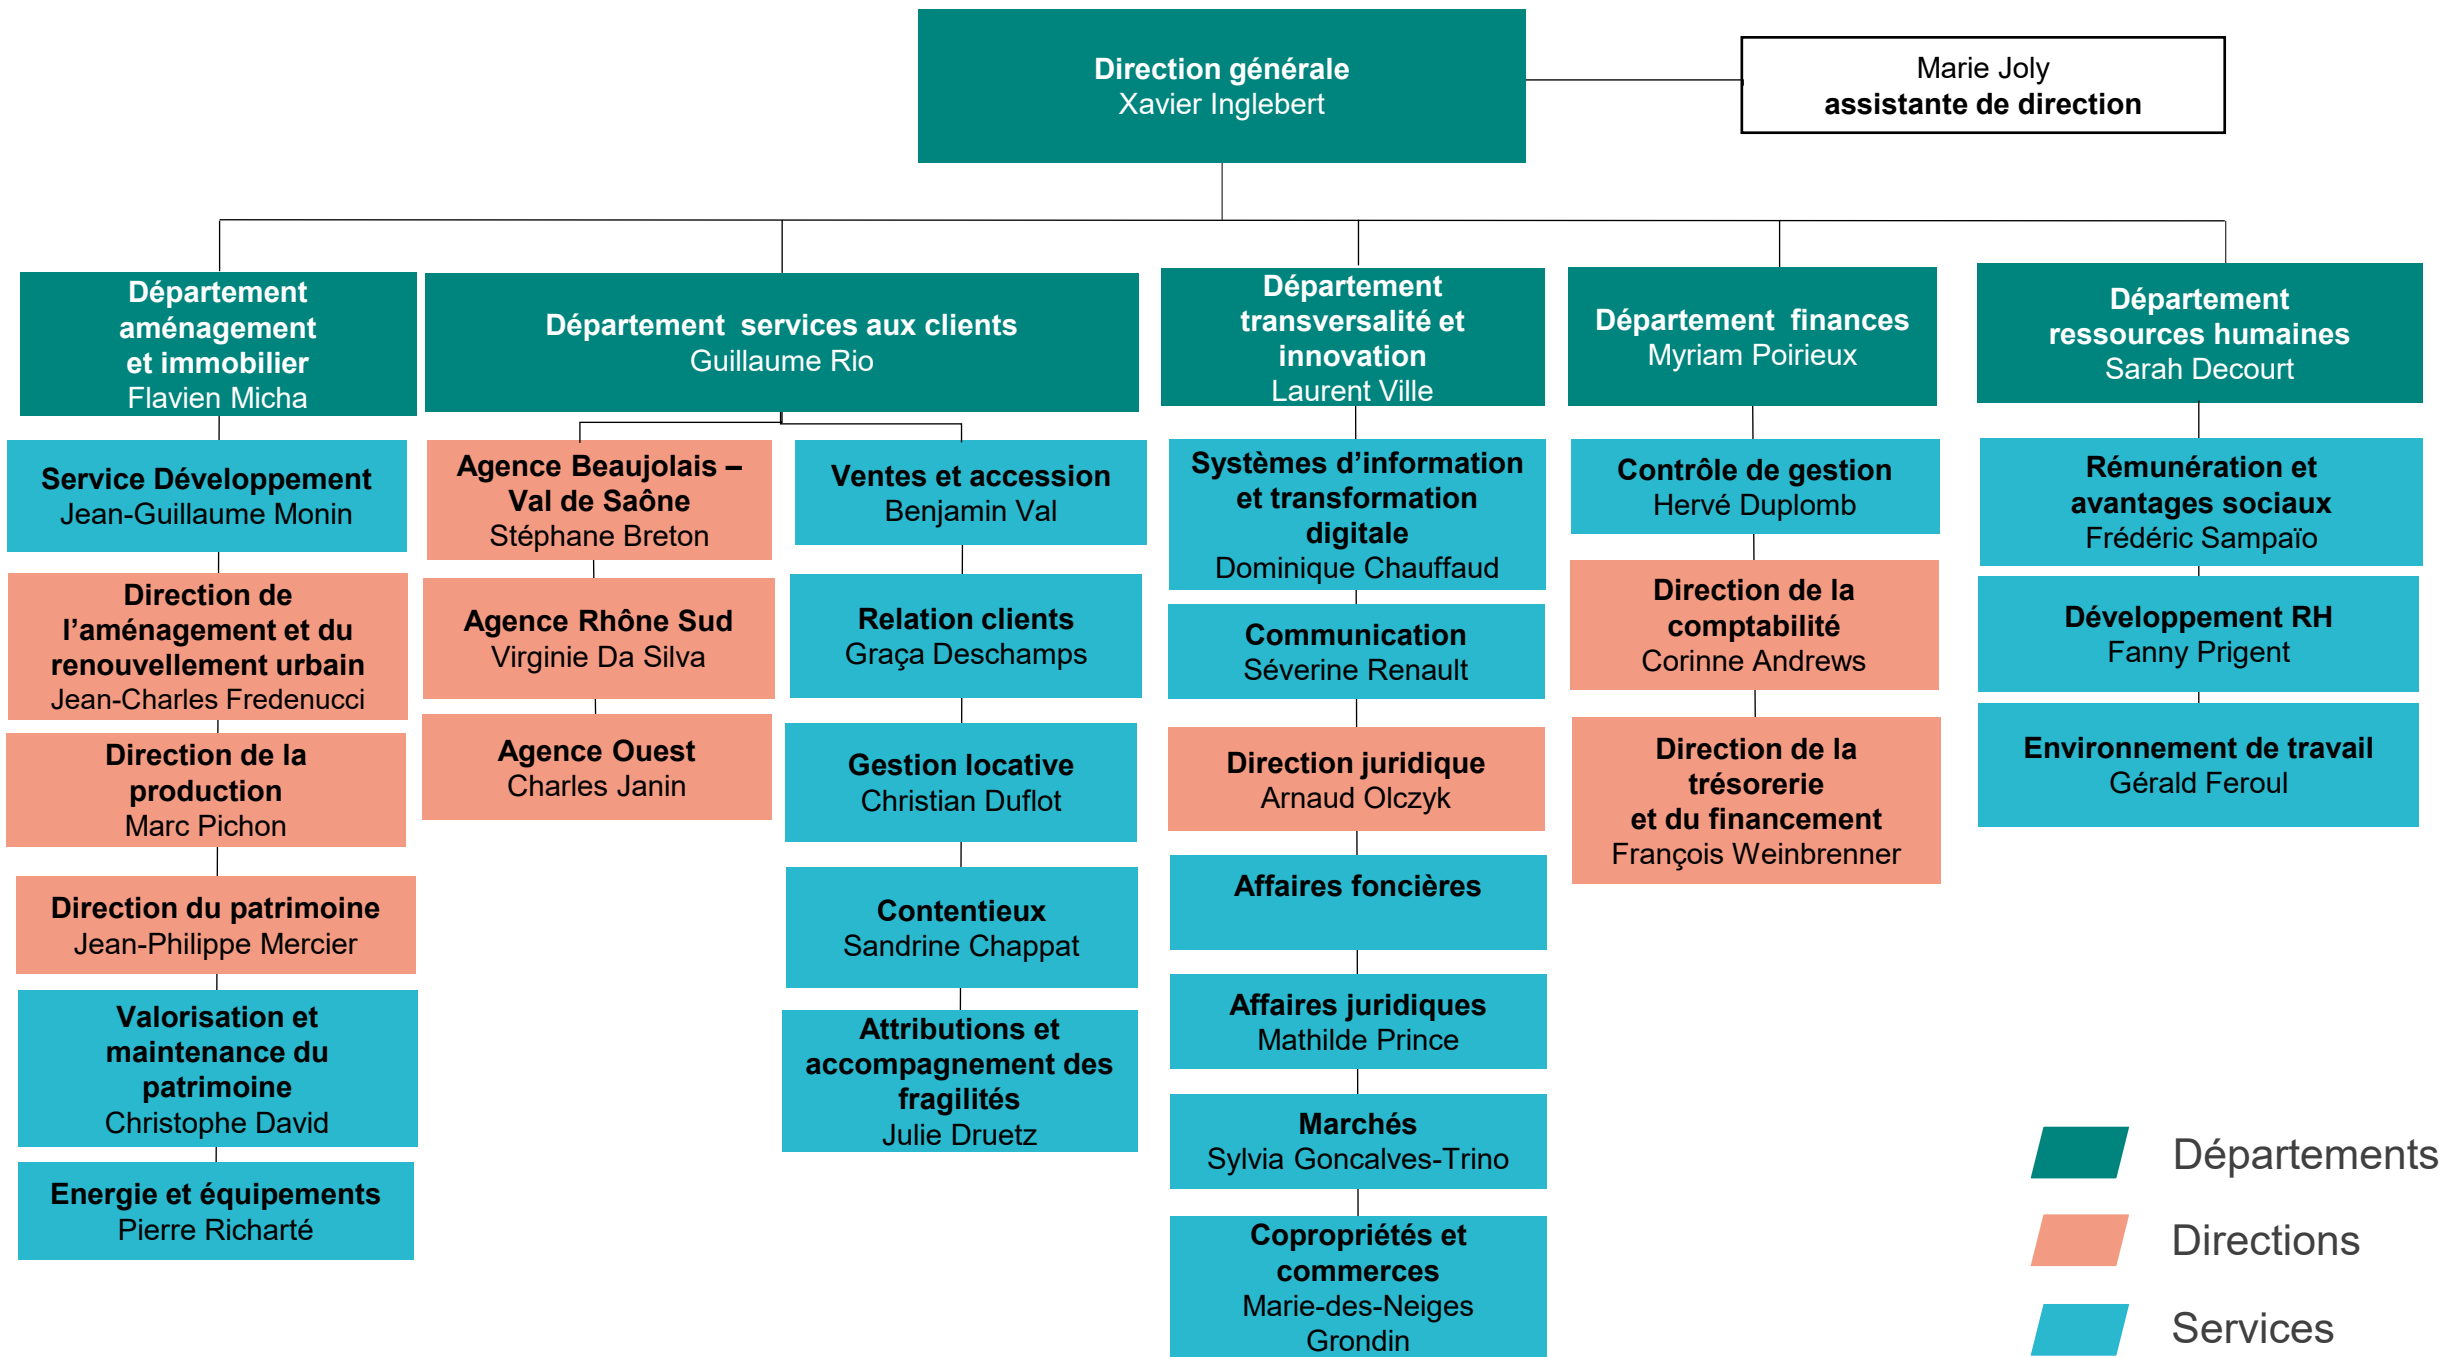 Direction générale
Xavier Inglebert
Marie Joly
assistante de direction
Département
aménagement
et immobilier
Flavien Micha
Département services aux clients
Guillaume Rio
Département
transversalité et
innovation
Laurent Ville
Département finances
Myriam Poirieux
Département
ressources humaines
Sarah Decourt
Service Développement
Jean-Guillaume Monin
Direction de
l’aménagement et du
renouvellement urbain
Jean-Charles Fredenucci
Direction de la
production
Marc Pichon
Direction du patrimoine
Jean-Philippe Mercier
Valorisation et
maintenance du
patrimoine
Christophe David
Energie et équipements
Pierre Richarté
Agence Beaujolais –
Val de Saône
Stéphane Breton
Agence Rhône Sud
Virginie Da Silva
Agence Ouest
Charles Janin
Ventes et accession
Benjamin Val
Relation clients
Graça Deschamps
Gestion locative
Christian Duflot
Contentieux
Sandrine Chappat
Attributions et
accompagnement des
fragilités
Julie Druetz
Systèmes d’information
et transformation
digitale
Dominique Chauffaud
Communication
Séverine Renault
Direction juridique
Arnaud Olczyk
Affaires foncières
Affaires juridiques
Mathilde Prince
Marchés
Sylvia Goncalves-Trino
Copropriétés et
commerces
Marie-des-Neiges
Grondin
Contrôle de gestion
Hervé Duplomb
Direction de la
comptabilité
Corinne Andrews
Direction de la
trésorerie
et du financement
François Weinbrenner
Rémunération et
avantages sociaux
Frédéric Sampaïo
Développement RH
Fanny Prigent
Environnement de travail
Gérald Feroul
Départements
Directions
Services